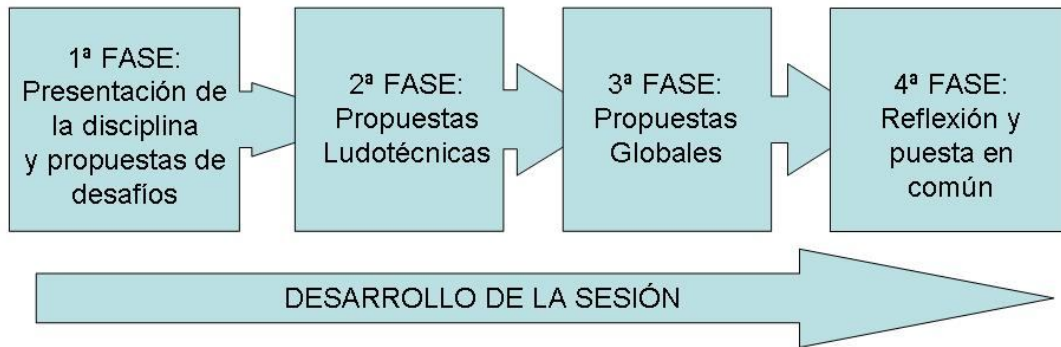 1ª FASE:
Presentación de
la disciplina
y propuestas de
desafíos
2ª FASE:
Propuestas
Ludotécnicas
3ª FASE:
Propuestas
Globales
4ª FASE:
Reflexión y
puesta en
común
DESARROLLO DE LA SESIÓN